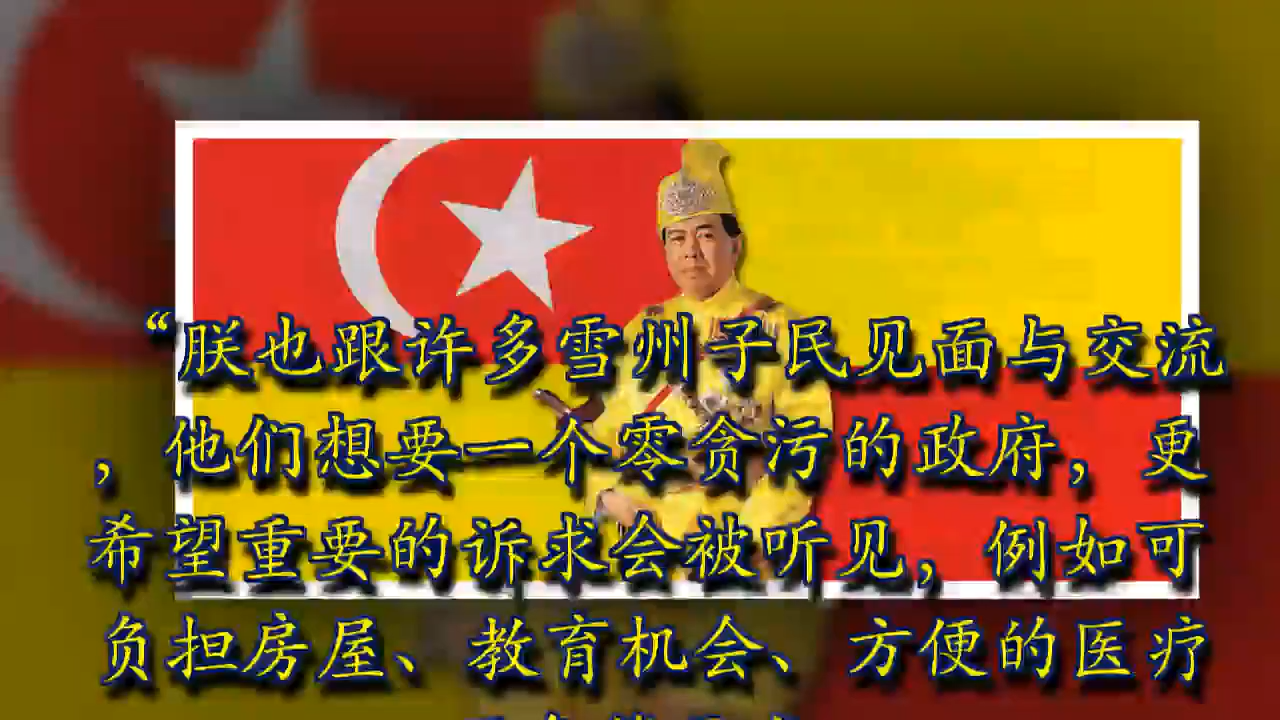 “朕也跟许多雪州子民见面与交流
，他们想要一个零贪污的政府，更
希望重要的诉求会被听见，例如可
负担房屋、教育机会、方便的医疗